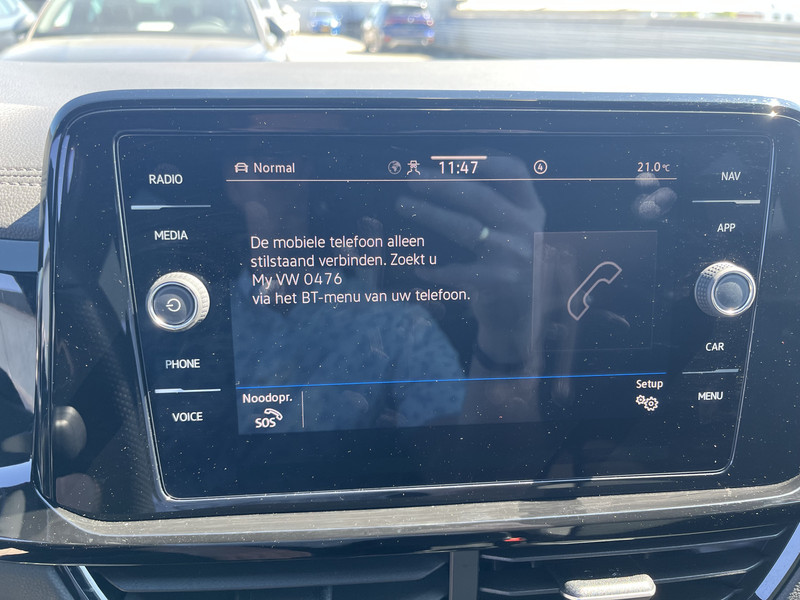 Normal
11:47
4
21.0°C
RADIO
MEDIA
PHONE
VOICE
De mobiele telefoon alleen
stilstaand verbinden. Zoekt u
My VW 0476
via het BT-menu van uw telefoon.
Noodopr.
SOS
Setup
NAV
APP
CAR
MENU